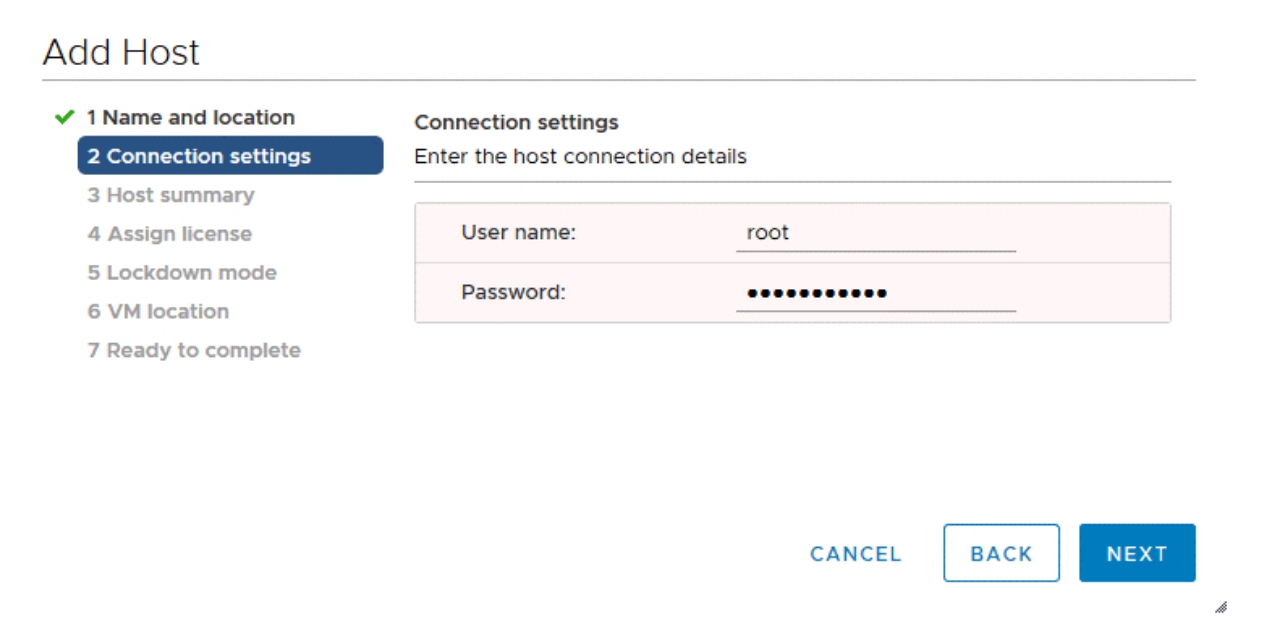 Add Host
1 Name and location
2 Connection settings
3 Host summary
4 Assign license
5 Lockdown mode
6 VM location
7 Ready to complete
Connection settings
Enter the host connection details
User name: root
Password: •••••••••••
CANCEL BACK NEXT